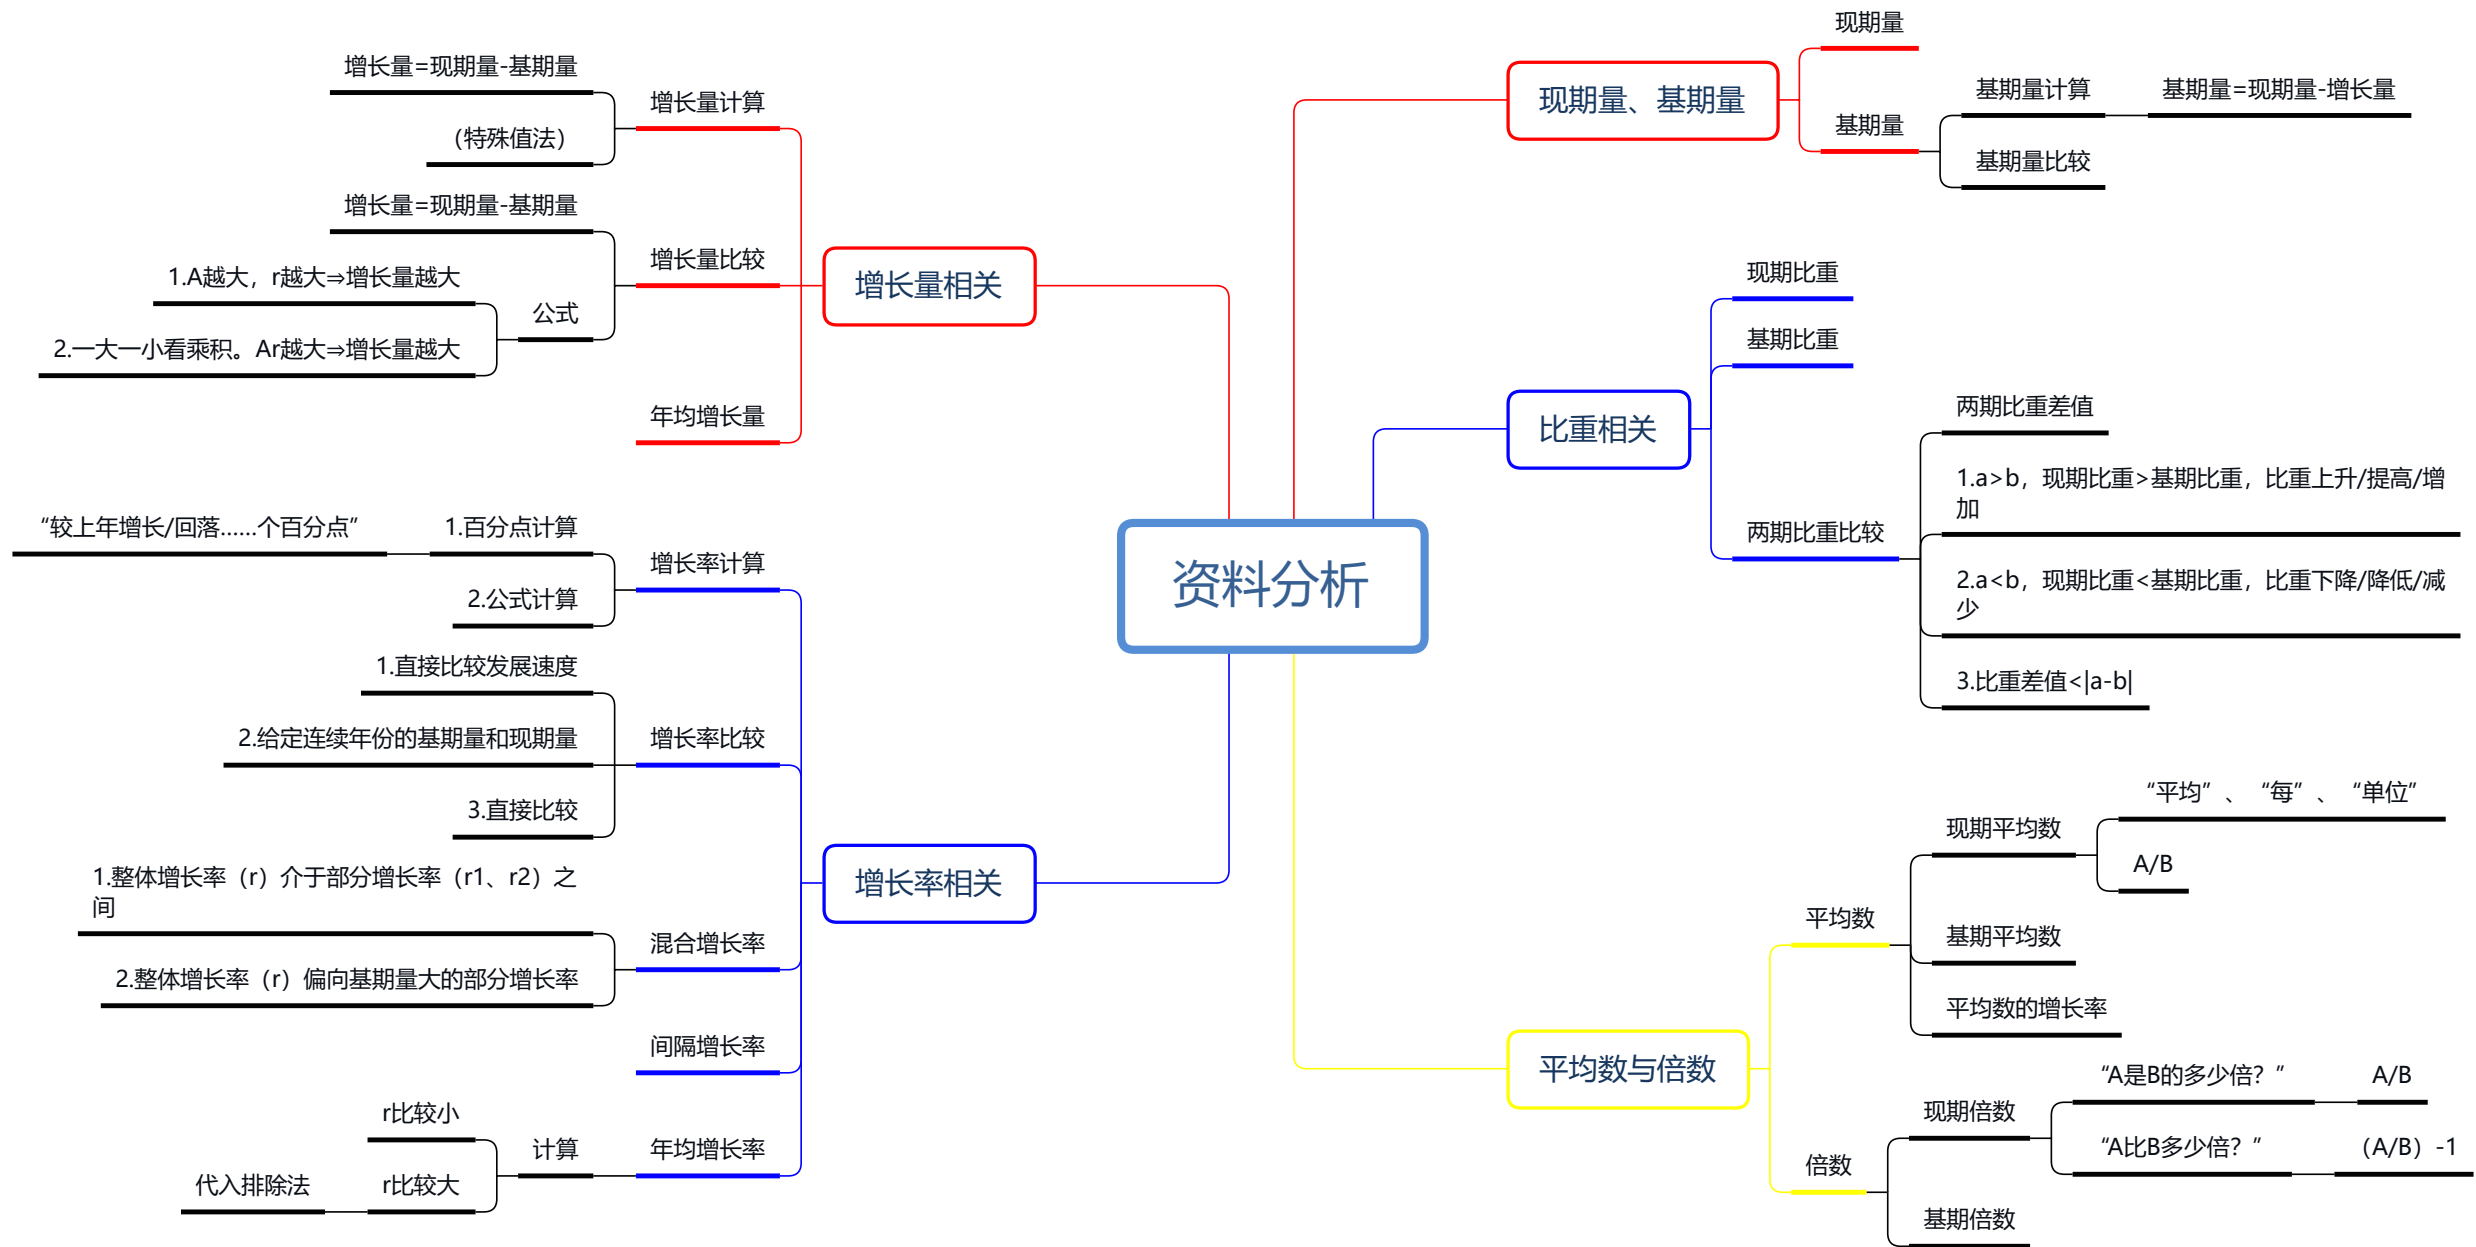 资料分析
现期量、基期量
现期量
基期量
基期量计算
基期量=现期量-增长量
基期量比较
比重相关
现期比重
基期比重
两期比重比较
两期比重差值
1.a>b，现期比重>基期比重，比重上升/提高/增
加
2.a<b，现期比重<基期比重，比重下降/降低/减
少
3.比重差值<|a-b|
平均数与倍数
平均数
现期平均数
“平均”、“每”、“单位”
A/B
基期平均数
平均数的增长率
倍数
现期倍数
“A是B的多少倍？”
A/B
“A比B多少倍？”
（A/B）-1
基期倍数
增长量相关
增长量计算
增长量=现期量-基期量
（特殊值法）
增长量比较
增长量=现期量-基期量
公式
1.A越大，r越大⇒增长量越大
2.一大一小看乘积。Ar越大⇒增长量越大
年均增长量
增长率相关
增长率计算
1.百分点计算
“较上年增长/回落……个百分点”
2.公式计算
增长率比较
1.直接比较发展速度
2.给定连续年份的基期量和现期量
3.直接比较
混合增长率
1.整体增长率（r）介于部分增长率（r1、r2）之
间
2.整体增长率（r）偏向基期量大的部分增长率
间隔增长率
年均增长率
计算
r比较小
r比较大
代入排除法